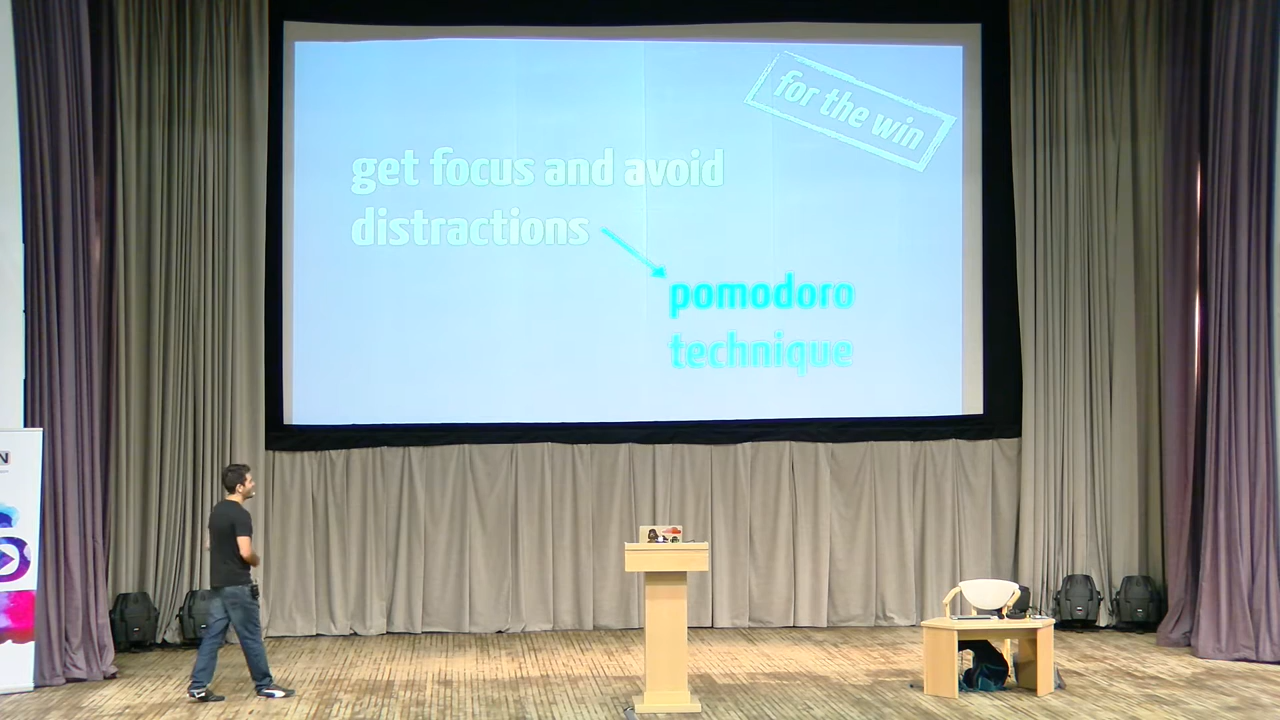 for the win
get focus and avoid
distractions
pomodoro
technique
N